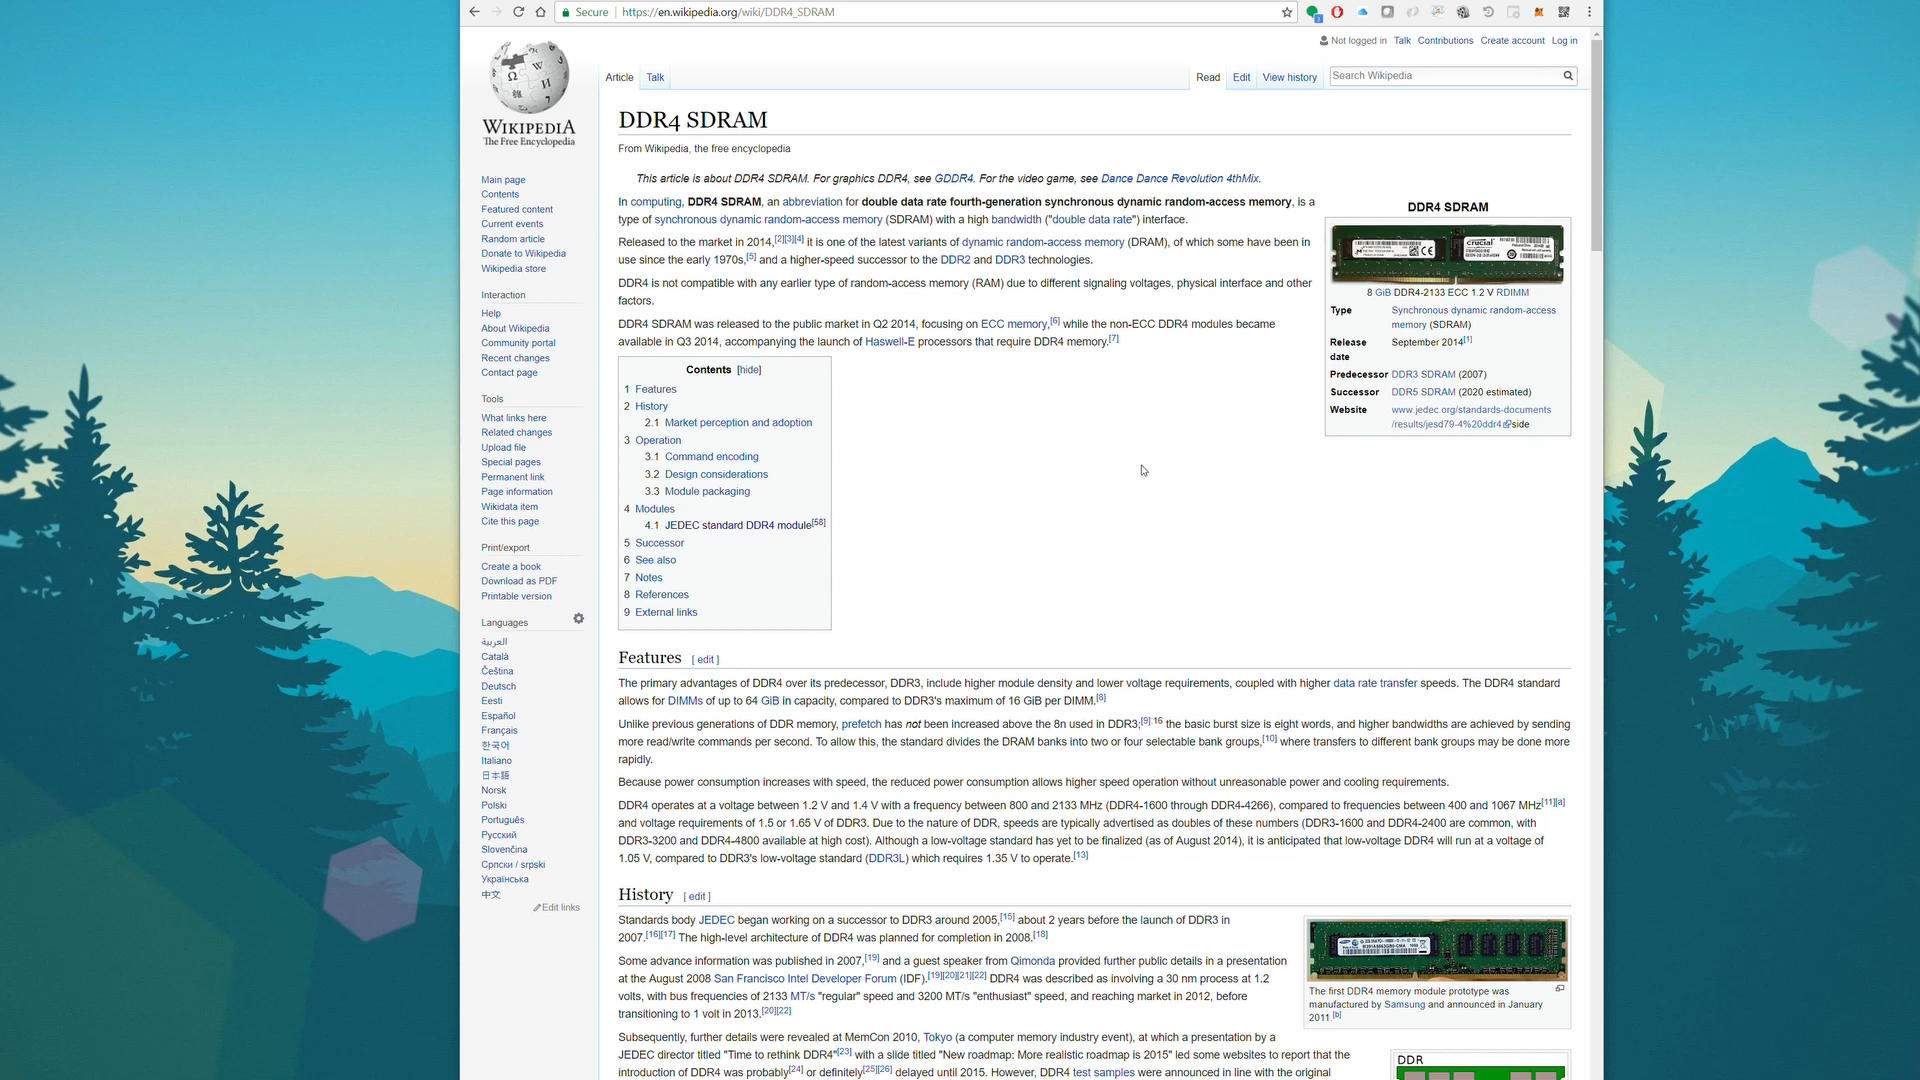 Secure https://en.wikipedia.org/wiki/DDR4_SDRAM
Not logged in Talk Contributions Create account Log in
Article Talk Read Edit View history Search Wikipedia
WIKIPEDIA
The Free Encyclopedia
Main page
Contents
Featured content
Current events
Random article
Donate to Wikipedia
Wikipedia store
Interaction
Help
About Wikipedia
Community portal
Recent changes
Contact page
Tools
What links here
Related changes
Upload file
Special pages
Permanent link
Page information
Wikidata item
Cite this page
Print/export
Create a book
Download as PDF
Printable version
Languages
العربية
Català
Čeština
Deutsch
Eesti
Español
Français
한국어
Italiano
日本語
Norsk
Polski
Português
Русский
Slovenčina
Српски / srpski
Українська
中文
Edit links
DDR4 SDRAM
From Wikipedia, the free encyclopedia
This article is about DDR4 SDRAM. For graphics DDR4, see GDDR4. For the video game, see Dance Dance Revolution 4thMix.
In computing, DDR4 SDRAM, an abbreviation for double data rate fourth-generation synchronous dynamic random-access memory, is a
type of synchronous dynamic random-access memory (SDRAM) with a high bandwidth ("double data rate") interface.
Released to the market in 2014,[2][3][4] it is one of the latest variants of dynamic random-access memory (DRAM), of which some have been in
use since the early 1970s,[5] and a higher-speed successor to the DDR2 and DDR3 technologies.
DDR4 is not compatible with any earlier type of random-access memory (RAM) due to different signaling voltages, physical interface and other
factors.
DDR4 SDRAM was released to the public market in Q2 2014, focusing on ECC memory,[6] while the non-ECC DDR4 modules became
available in Q3 2014, accompanying the launch of Haswell-E processors that require DDR4 memory.[7]
DDR4 SDRAM
crucial
8 GiB DDR4-2133 ECC 1.2 V RDIMM
Type Synchronous dynamic random-access
memory (SDRAM)
Release September 2014[1]
date
Predecessor DDR3 SDRAM (2007)
Successor DDR5 SDRAM (2020 estimated)
Website www.jedec.org/standards-documents
/results/jesd79-4%20ddr4 side
Contents [hide]
1 Features
2 History
2.1 Market perception and adoption
3 Operation
3.1 Command encoding
3.2 Design considerations
3.3 Module packaging
4 Modules
4.1 JEDEC standard DDR4 module[58]
5 Successor
6 See also
7 Notes
8 References
9 External links
Features [ edit ]
The primary advantages of DDR4 over its predecessor, DDR3, include higher module density and lower voltage requirements, coupled with higher data rate transfer speeds. The DDR4 standard
allows for DIMMs of up to 64 GiB in capacity, compared to DDR3's maximum of 16 GiB per DIMM.[8]
Unlike previous generations of DDR memory, prefetch has not been increased above the 8n used in DDR3;[9]:16 the basic burst size is eight words, and higher bandwidths are achieved by sending
more read/write commands per second. To allow this, the standard divides the DRAM banks into two or four selectable bank groups,[10] where transfers to different bank groups may be done more
rapidly.
Because power consumption increases with speed, the reduced power consumption allows higher speed operation without unreasonable power and cooling requirements.
DDR4 operates at a voltage between 1.2 V and 1.4 V with a frequency between 800 and 2133 MHz (DDR4-1600 through DDR4-4266), compared to frequencies between 400 and 1067 MHz[11][a]
and voltage requirements of 1.5 or 1.65 V of DDR3. Due to the nature of DDR, speeds are typically advertised as doubles of these numbers (DDR3-1600 and DDR4-2400 are common, with
DDR3-3200 and DDR4-4800 available at high cost). Although a low-voltage standard has yet to be finalized (as of August 2014), it is anticipated that low-voltage DDR4 will run at a voltage of
1.05 V, compared to DDR3's low-voltage standard (DDR3L) which requires 1.35 V to operate.[13]
History [ edit ]
Standards body JEDEC began working on a successor to DDR3 around 2005,[15] about 2 years before the launch of DDR3 in
2007.[16][17] The high-level architecture of DDR4 was planned for completion in 2008.[18]
Some advance information was published in 2007,[19] and a guest speaker from Qimonda provided further public details in a presentation
at the August 2008 San Francisco Intel Developer Forum (IDF).[19][20][21][22] DDR4 was described as involving a 30 nm process at 1.2
volts, with bus frequencies of 2133 MT/s "regular" speed and 3200 MT/s "enthusiast" speed, and reaching market in 2012, before
transitioning to 1 volt in 2013.[20][22]
Subsequently, further details were revealed at MemCon 2010, Tokyo (a computer memory industry event), at which a presentation by a
JEDEC director titled "Time to rethink DDR4"[23] with a slide titled "New roadmap: More realistic roadmap is 2015" led some websites to report that the
introduction of DDR4 was probably[24] or definitely[25][26] delayed until 2015. However, DDR4 test samples were announced in line with the original
The first DDR4 memory module prototype was
manufactured by Samsung and announced in January
2011.[b]
DDR